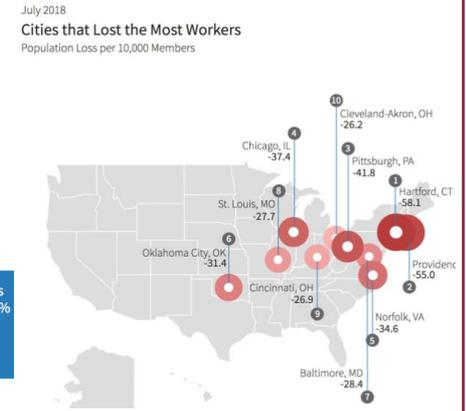 July 2018
Cities that Lost the Most Workers
Population Loss per 10,000 Members
10
Cleveland-Akron, OH
-26.2
4
Chicago, IL
-37.4
3
Pittsburgh, PA
-41.8
1
Hartford, CT
-58.1
8
St. Louis, MO
-27.7
6
Oklahoma City, OK
-31.4
Cincinnati, OH
-26.9
9
Providenc
-55.0
2
Norfolk, VA
-34.6
5
Baltimore, MD
-28.4
7
s
%